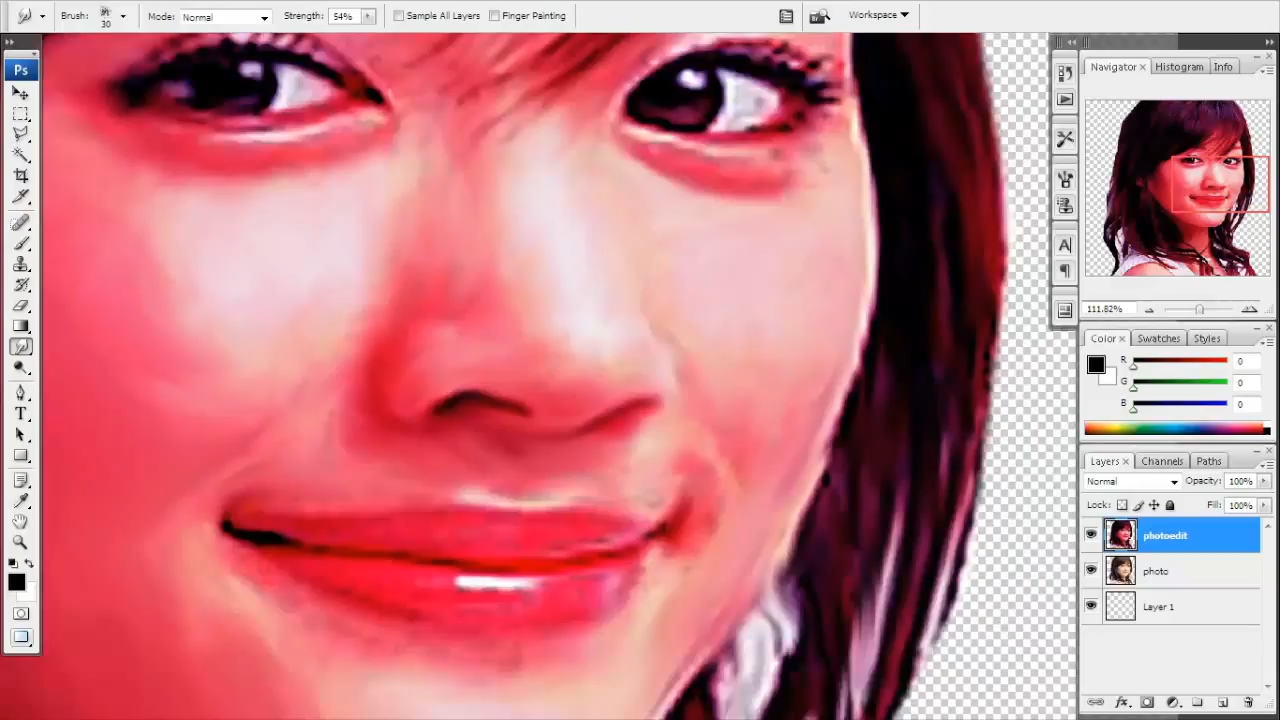 Brush: 30 Mode: Normal Strength: 54% Sample All Layers Finger Painting Workspace
Ps
Navigator Histogram Info
111.82%
Color Swatches Styles
R 0
G 0
B 0
Layers Channels Paths
Normal Opacity: 100%
Lock: Fill: 100%
photoedit
photo
Layer 1